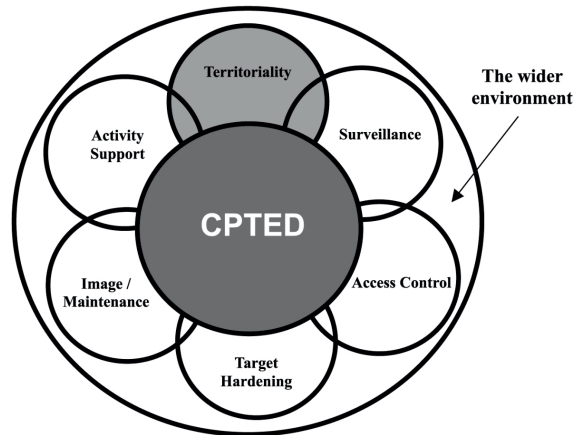 Territoriality
The wider
environment
Activity
Support
Surveillance
CPTED
Image /
Maintenance
Access Control
Target
Hardening